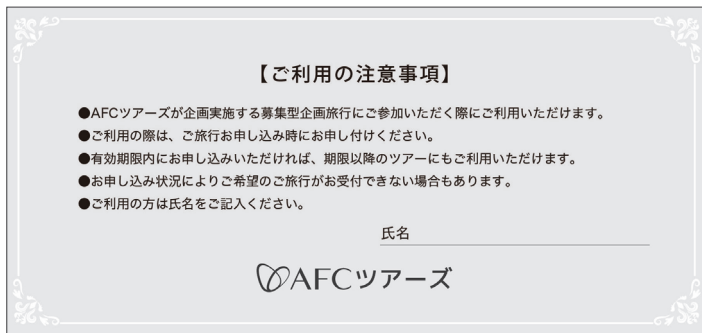 【ご利用の注意事項】
●AFCツアーズが企画実施する募集型企画旅行にご参加いただく際にご利用いただけます。
●ご利用の際は、ご旅行お申し込み時にお申し付けください。
●有効期限内にお申し込みいただければ、期限以降のツアーにもご利用いただけます。
●お申し込み状況によりご希望のご旅行がお受付できない場合もあります。
●ご利用の方は氏名をご記入ください。
氏名
AFCツアーズ